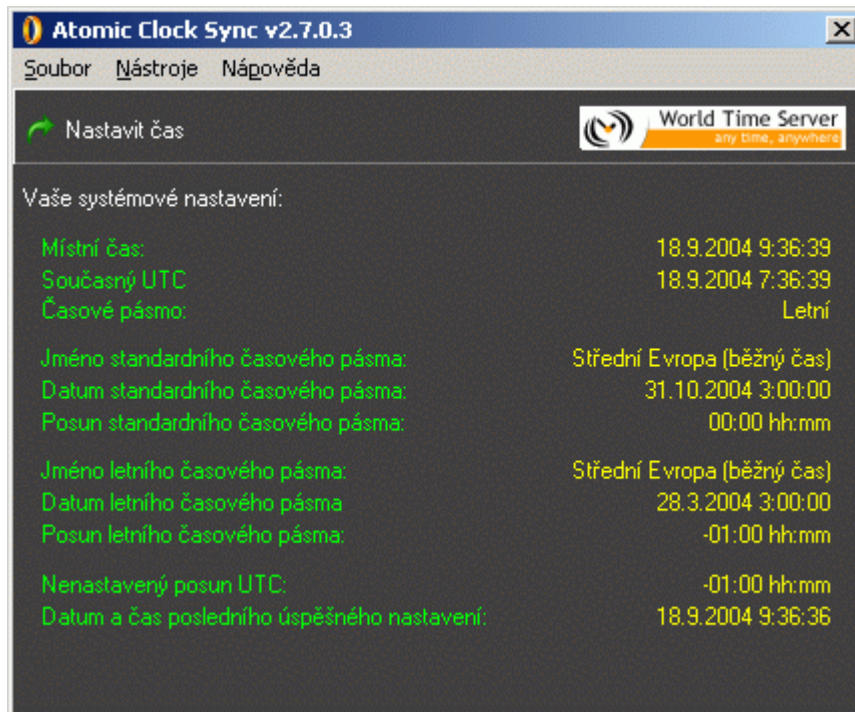 Atomic Clock Sync v2.7.0.3
Soubor Nástroje Nápověda
Nastavit čas World Time Server
any time, anywhere
Vaše systémové nastavení:
Místní čas: 18.9.2004 9:36:39
Současný UTC 18.9.2004 7:36:39
Časové pásmo: Letní
Jméno standardního časového pásma: Střední Evropa (běžný čas)
Datum standardního časového pásma: 31.10.2004 3:00:00
Posun standardního časového pásma: 00:00 hh:mm
Jméno letního časového pásma: Střední Evropa (běžný čas)
Datum letního časového pásma 28.3.2004 3:00:00
Posun letního časového pásma: -01:00 hh:mm
Nenastavený posun UTC: -01:00 hh:mm
Datum a čas posledního úspěšného nastavení: 18.9.2004 9:36:36